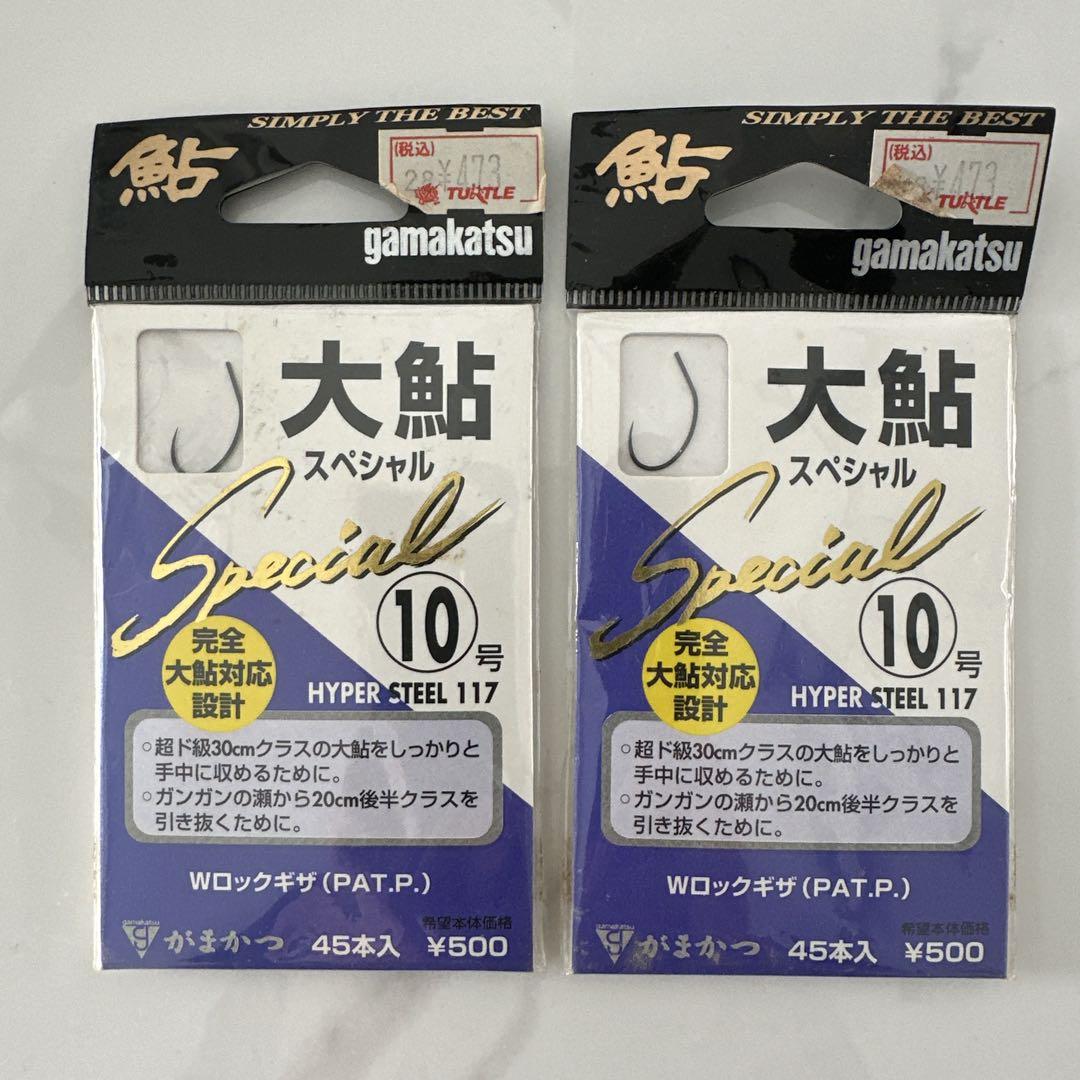 SIMPLY THE BEST
鮎
(税込)
28 ¥473
TURTLE
gamakatsu
大鮎
スペシャル
Special
10号
完全
大鮎対応
設計
HYPER STEEL 117
○超ド級30cmクラスの大鮎をしっかりと
手中に収めるために。
○ガンガンの瀬から20cm後半クラスを
引き抜くために。
Wロックギザ(PAT.P.)
gamakatsu
がまかつ
45本入
希望本体価格
¥500
SIMPLY THE BEST
鮎
(税込)
¥473
TURTLE
gamakatsu
大鮎
スペシャル
Special
10号
完全
大鮎対応
設計
HYPER STEEL 117
○超ド級30cmクラスの大鮎をしっかりと
手中に収めるために。
○ガンガンの瀬から20cm後半クラスを
引き抜くために。
Wロックギザ(PAT.P.)
gamakatsu
がまかつ
45本入
希望本体価格
¥500